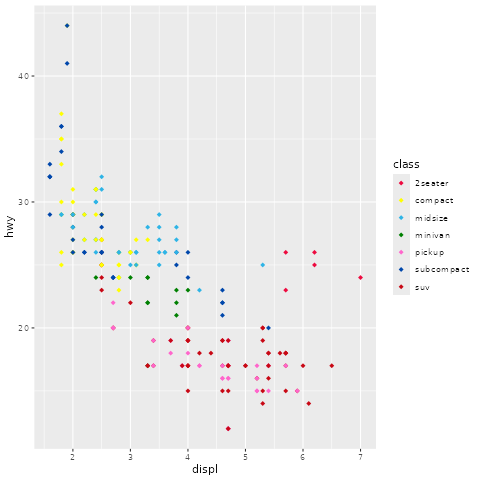 40
30
20
hwy
2
3
4
5
6
7
displ
class
2seater
compact
midsize
minivan
pickup
subcompact
suv